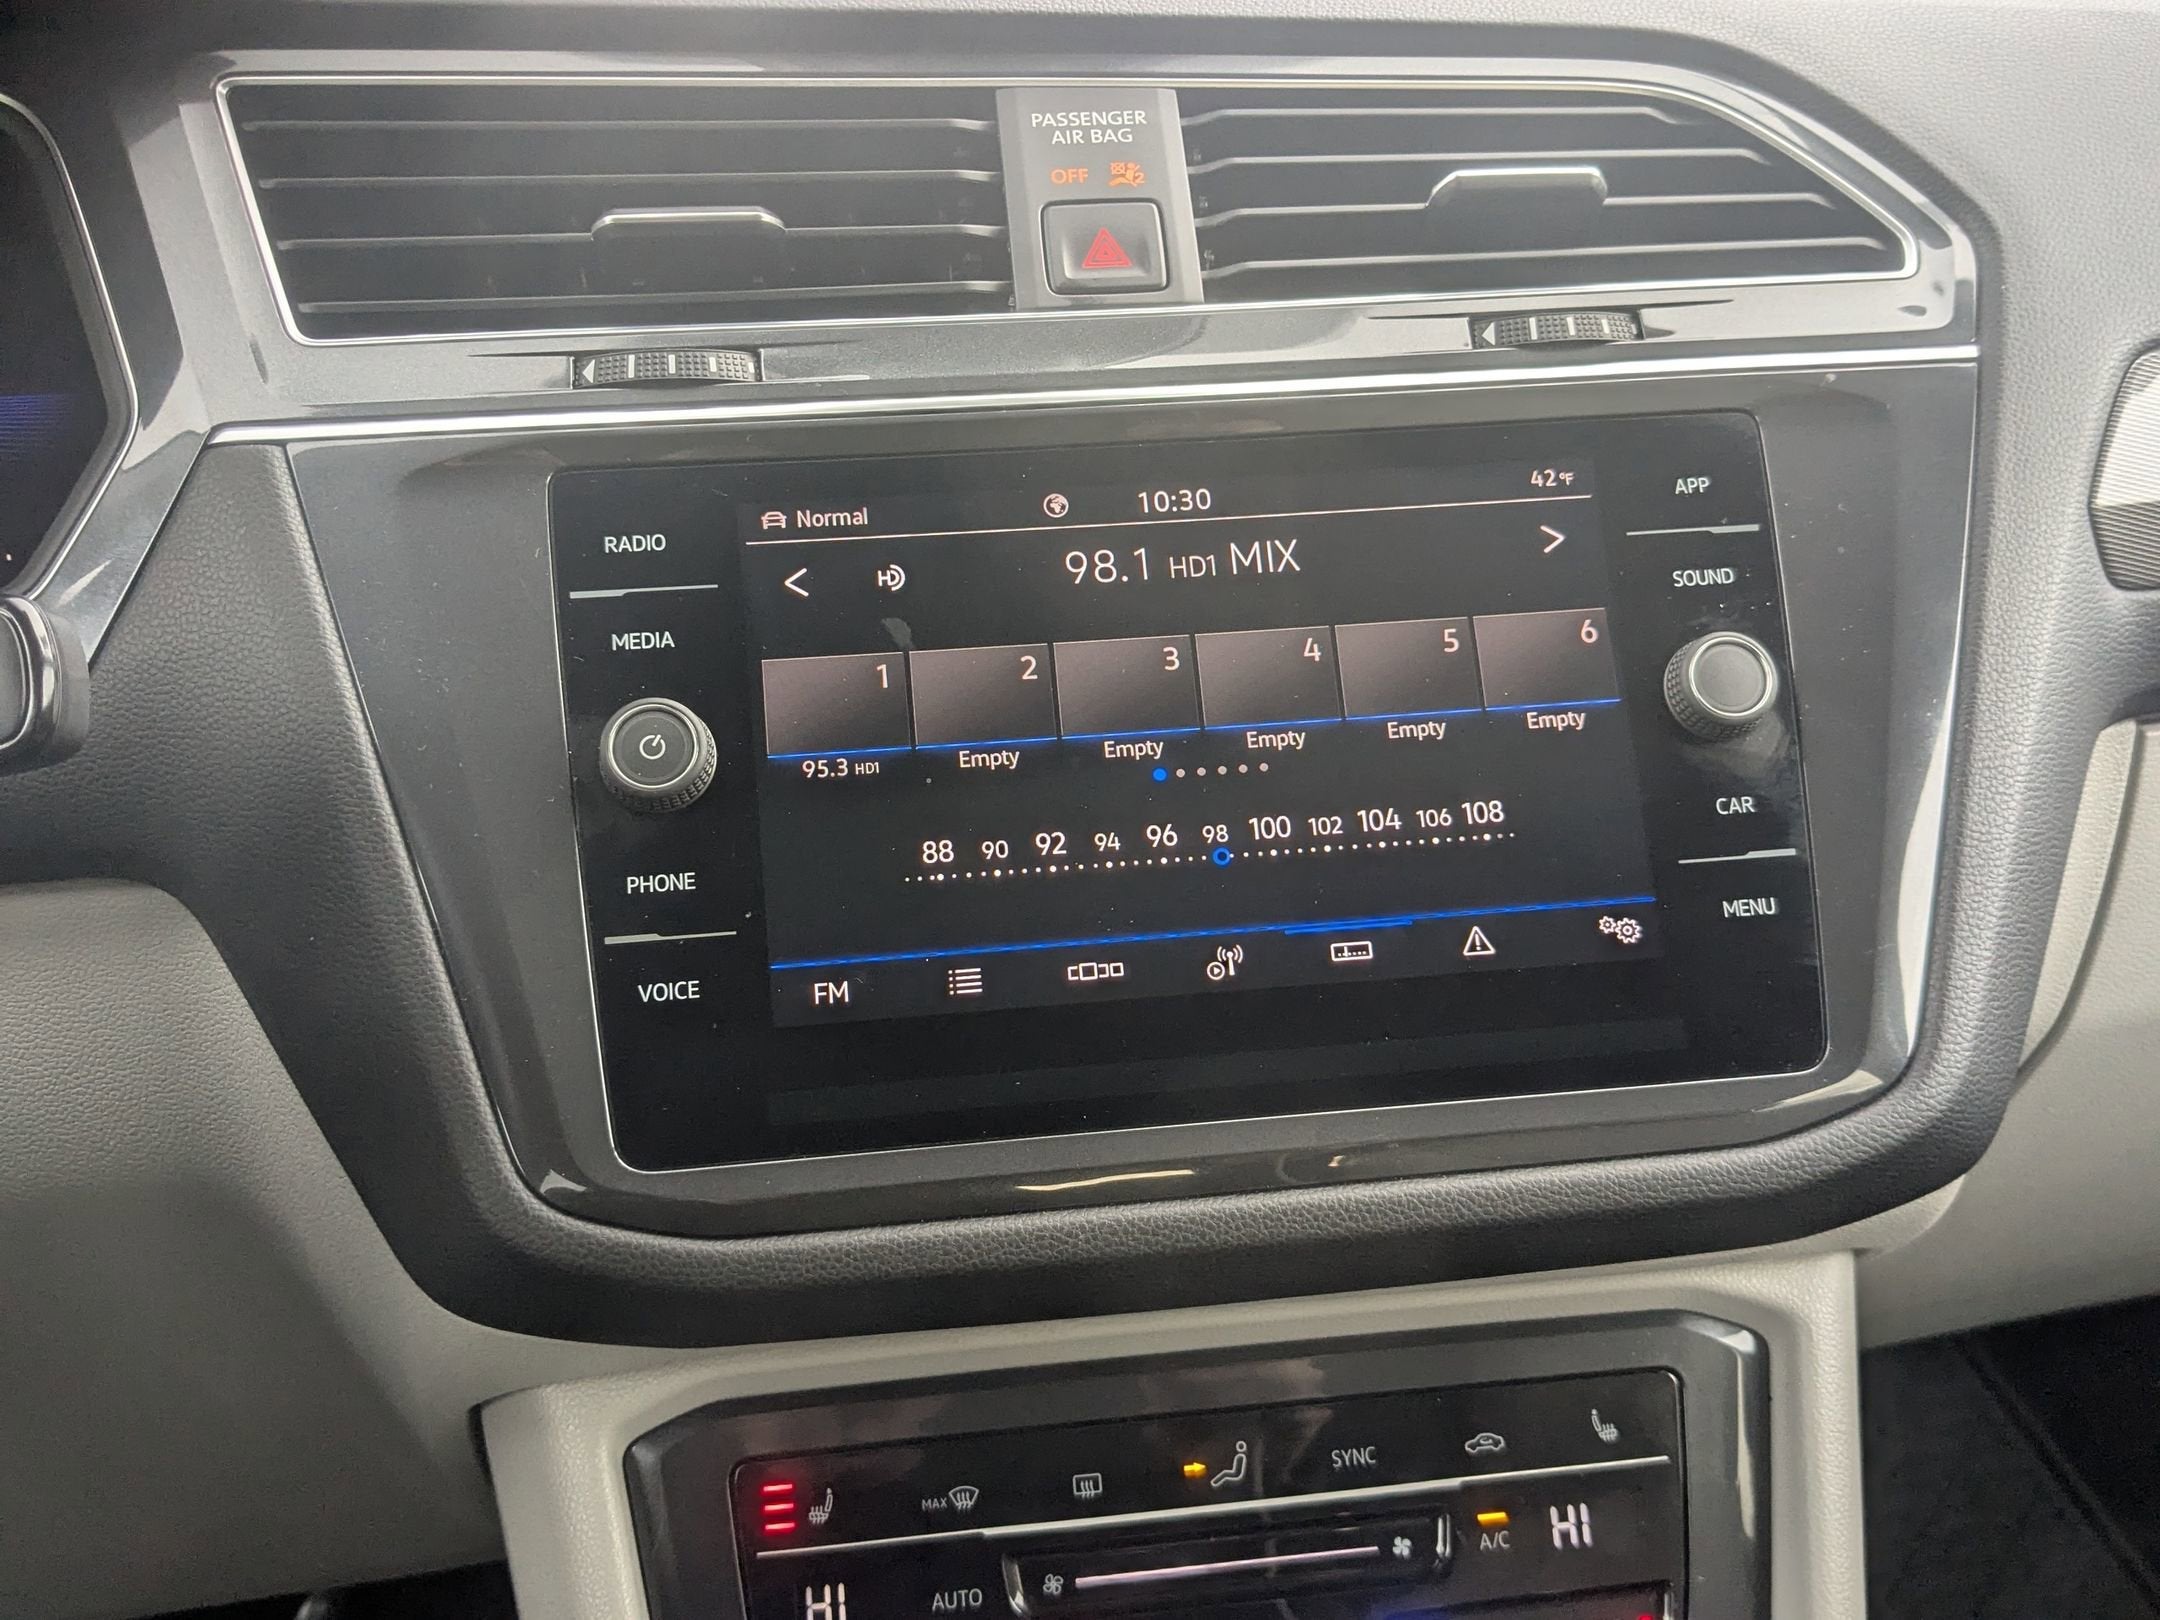 PASSENGER
AIR BAG
OFF
2
Normal
10:30
42°F
RADIO
MEDIA
PHONE
VOICE
APP
SOUND
CAR
MENU
< HD 98.1 HD1 MIX >
1 2 3 4 5 6
95.3 HD1 Empty Empty Empty Empty Empty
88 90 92 94 96 98 100 102 104 106 108
FM
MAX SYNC
HI AUTO A/C HI